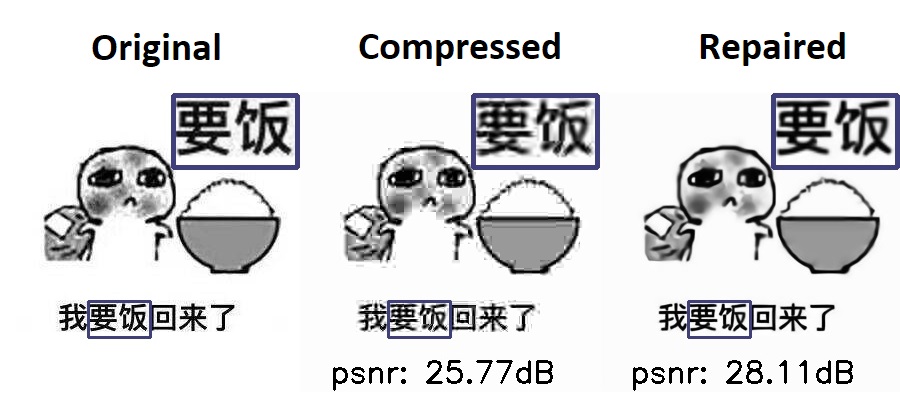 Original
Compressed
Repaired
要饭
要饭
要饭
我要饭回来了
我要饭回来了
我要饭回来了
psnr: 25.77dB
psnr: 28.11dB